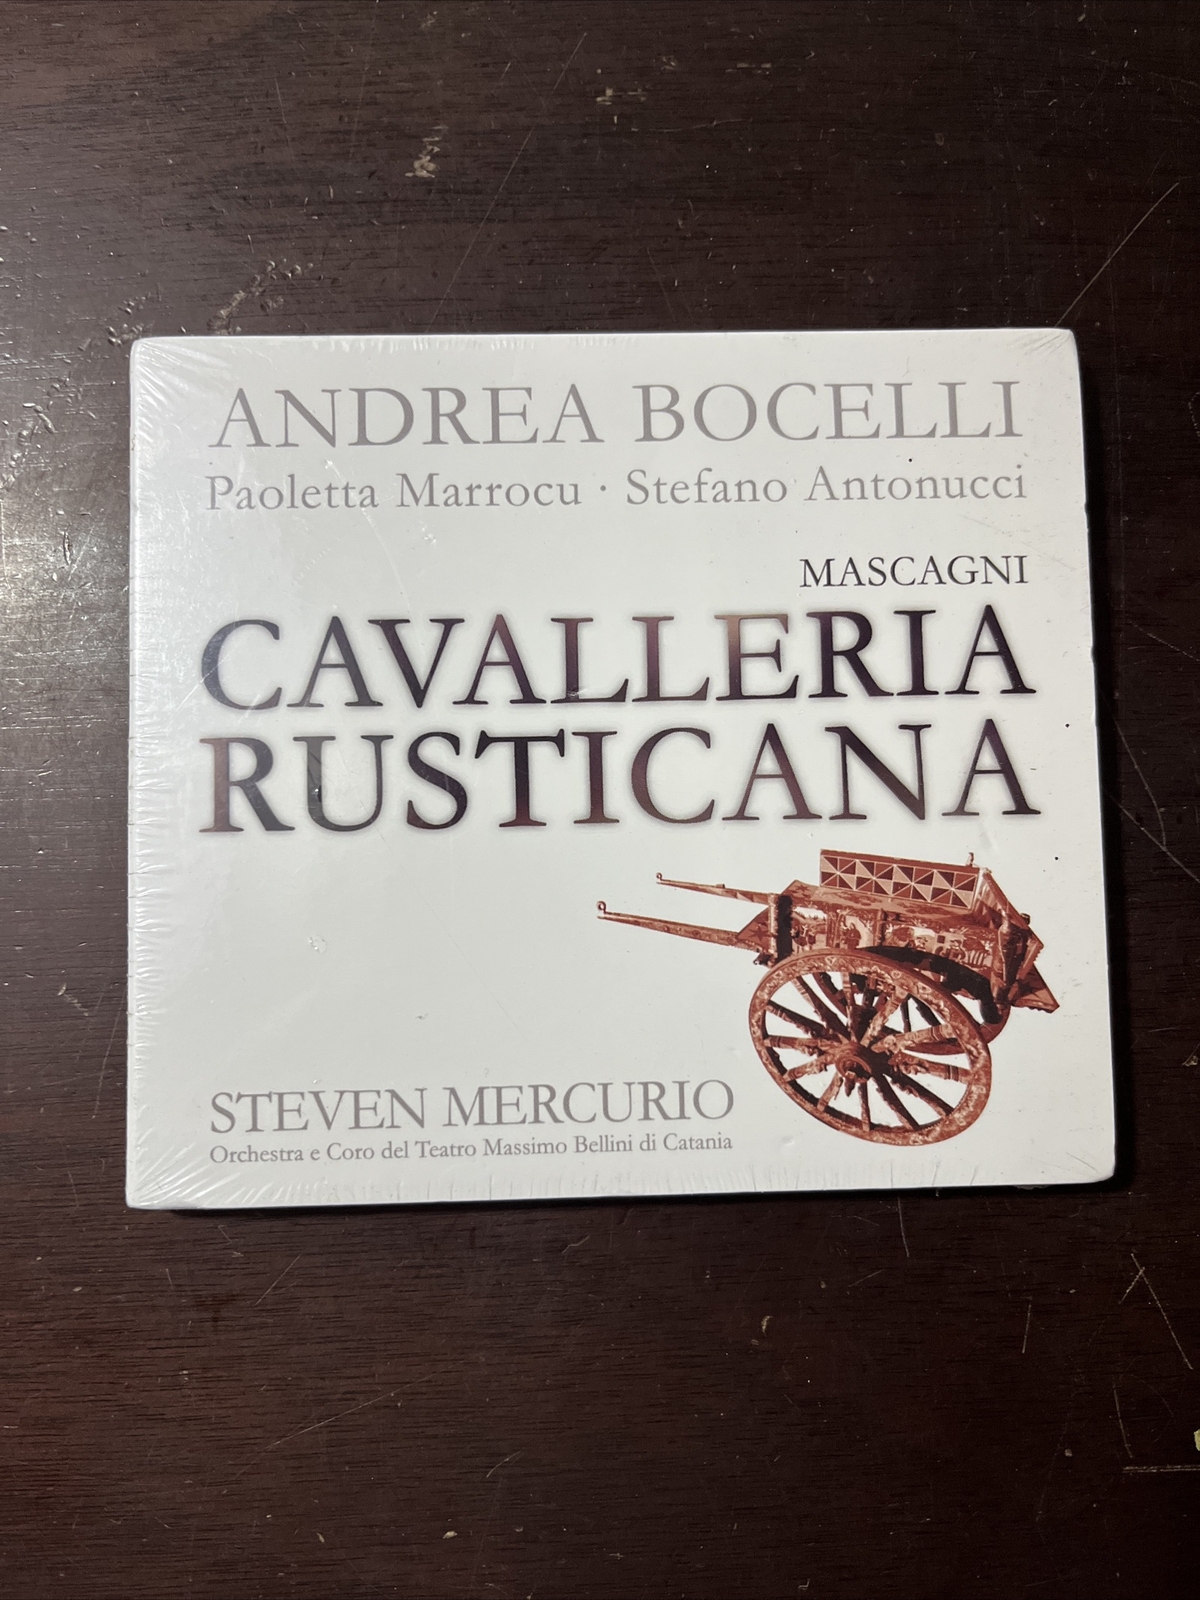 ANDREA BOCELLI
Paoletta Marrocu · Stefano Antonucci
MASCAGNI
CAVALLERIA
RUSTICANA
STEVEN MERCURIO
Orchestra e Coro del Teatro Massimo Bellini di Catania